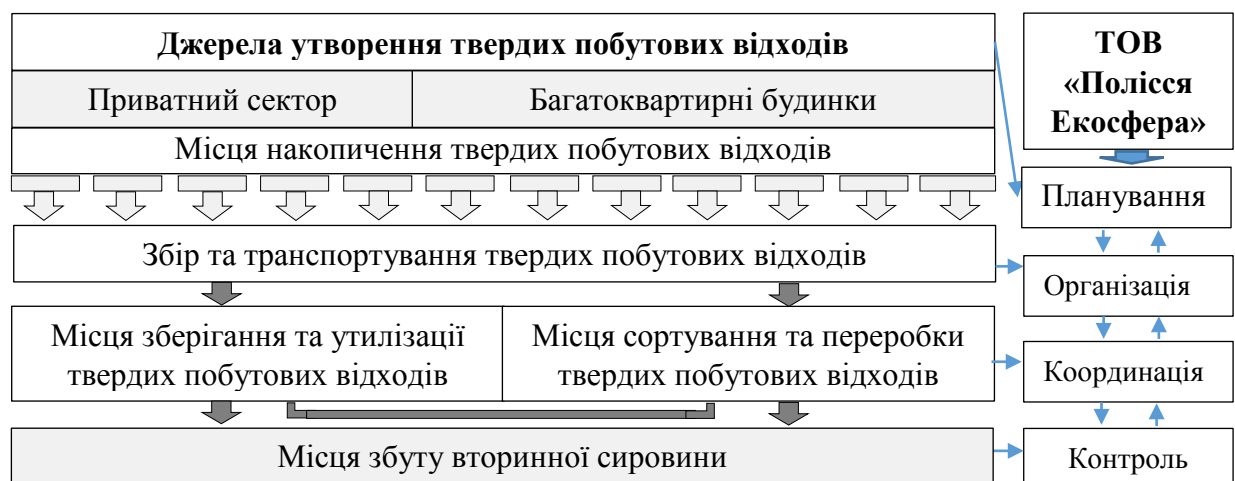 Джерела утворення твердих побутових відходів
Приватний сектор
Багатоквартирні будинки
Місця накопичення твердих побутових відходів
Збір та транспортування твердих побутових відходів
Місця зберігання та утилізації
твердих побутових відходів
Місця сортування та переробки
твердих побутових відходів
Місця збуту вторинної сировини
ТОВ
«Полісся
Екосфера»
Планування
Організація
Координація
Контроль